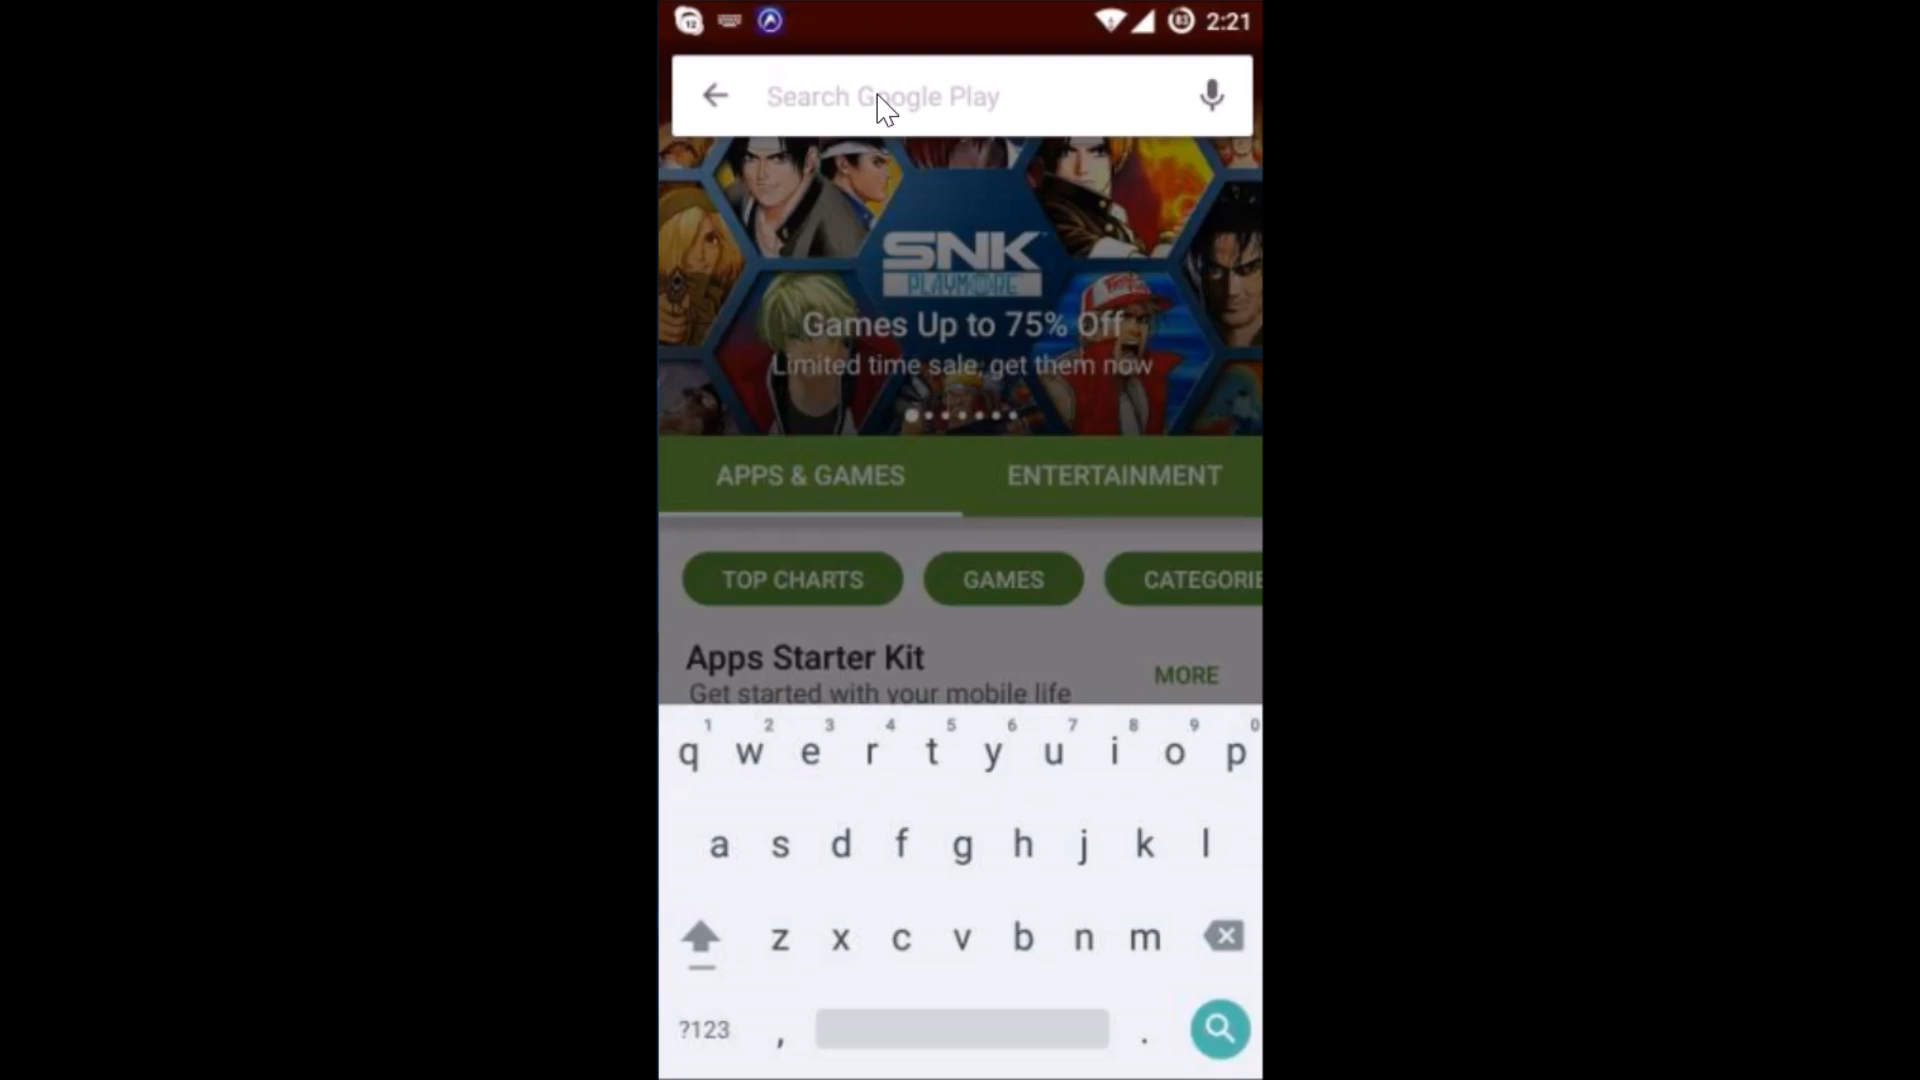 12
83
2:21
Search Google Play
SNK
PLAYMORE
Games Up to 75% Off
Limited time sale, get them now
APPS & GAMES
ENTERTAINMENT
TOP CHARTS
GAMES
CATEGORIE
Apps Starter Kit
MORE
Get started with your mobile life
1 2 3 4 5 6 7 8 9 0
q w e r t y u i o p
a s d f g h j k l
z x c v b n m
?123 , .